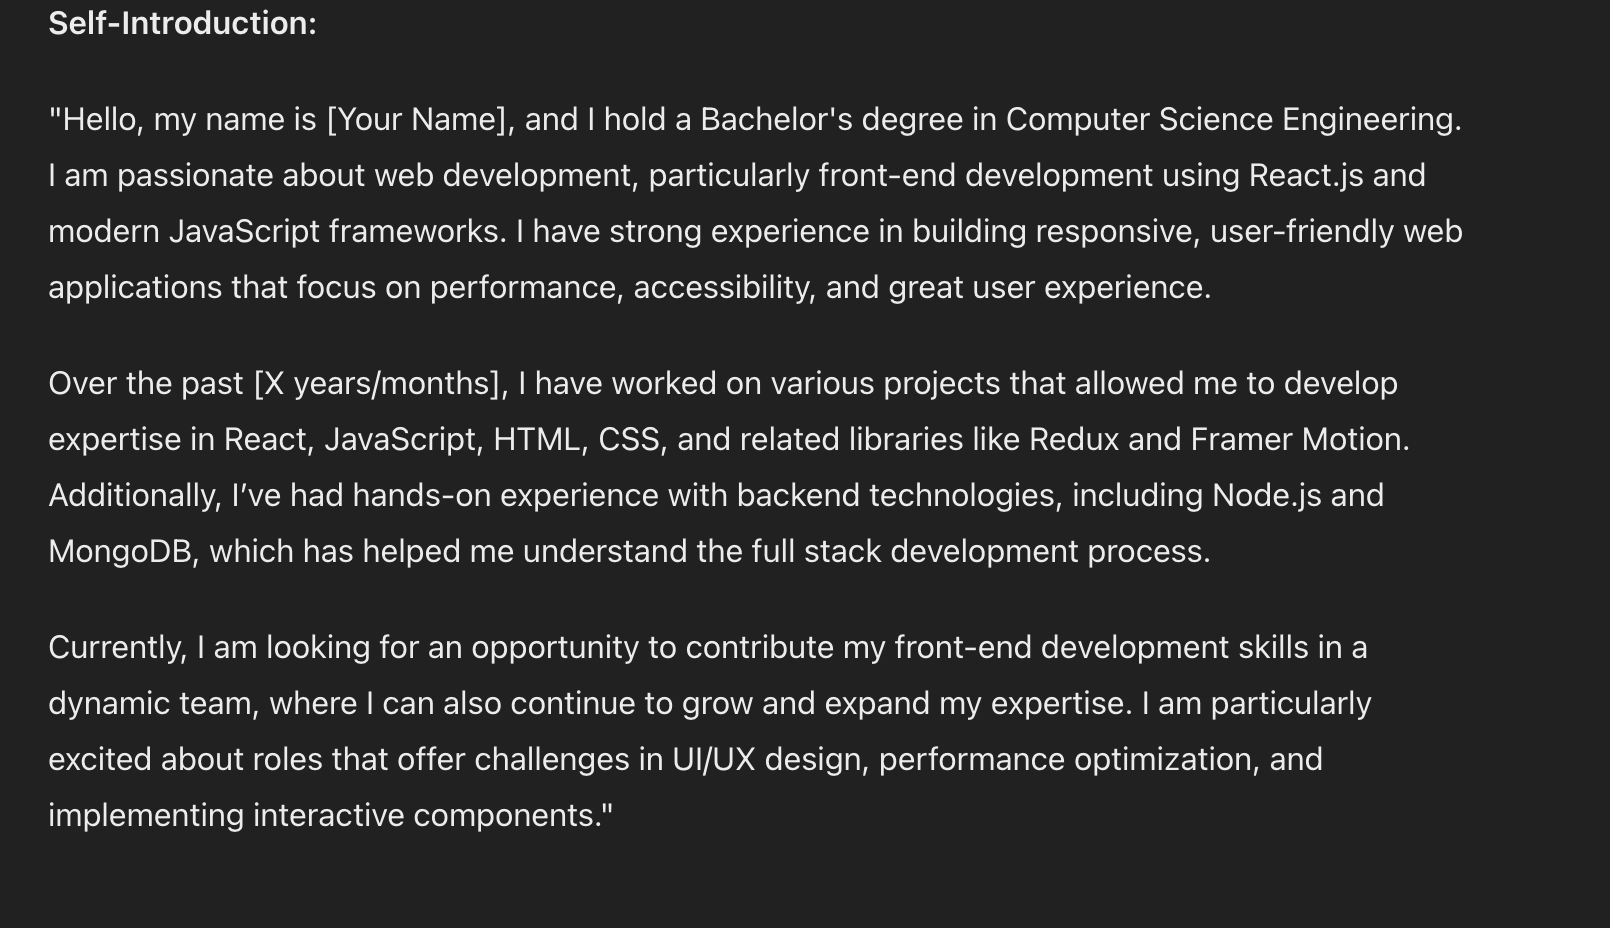 Self-Introduction:
"Hello, my name is [Your Name], and I hold a Bachelor's degree in Computer Science Engineering.
I am passionate about web development, particularly front-end development using React.js and
modern JavaScript frameworks. I have strong experience in building responsive, user-friendly web
applications that focus on performance, accessibility, and great user experience.
Over the past [X years/months], I have worked on various projects that allowed me to develop
expertise in React, JavaScript, HTML, CSS, and related libraries like Redux and Framer Motion.
Additionally, I’ve had hands-on experience with backend technologies, including Node.js and
MongoDB, which has helped me understand the full stack development process.
Currently, I am looking for an opportunity to contribute my front-end development skills in a
dynamic team, where I can also continue to grow and expand my expertise. I am particularly
excited about roles that offer challenges in UI/UX design, performance optimization, and
implementing interactive components."